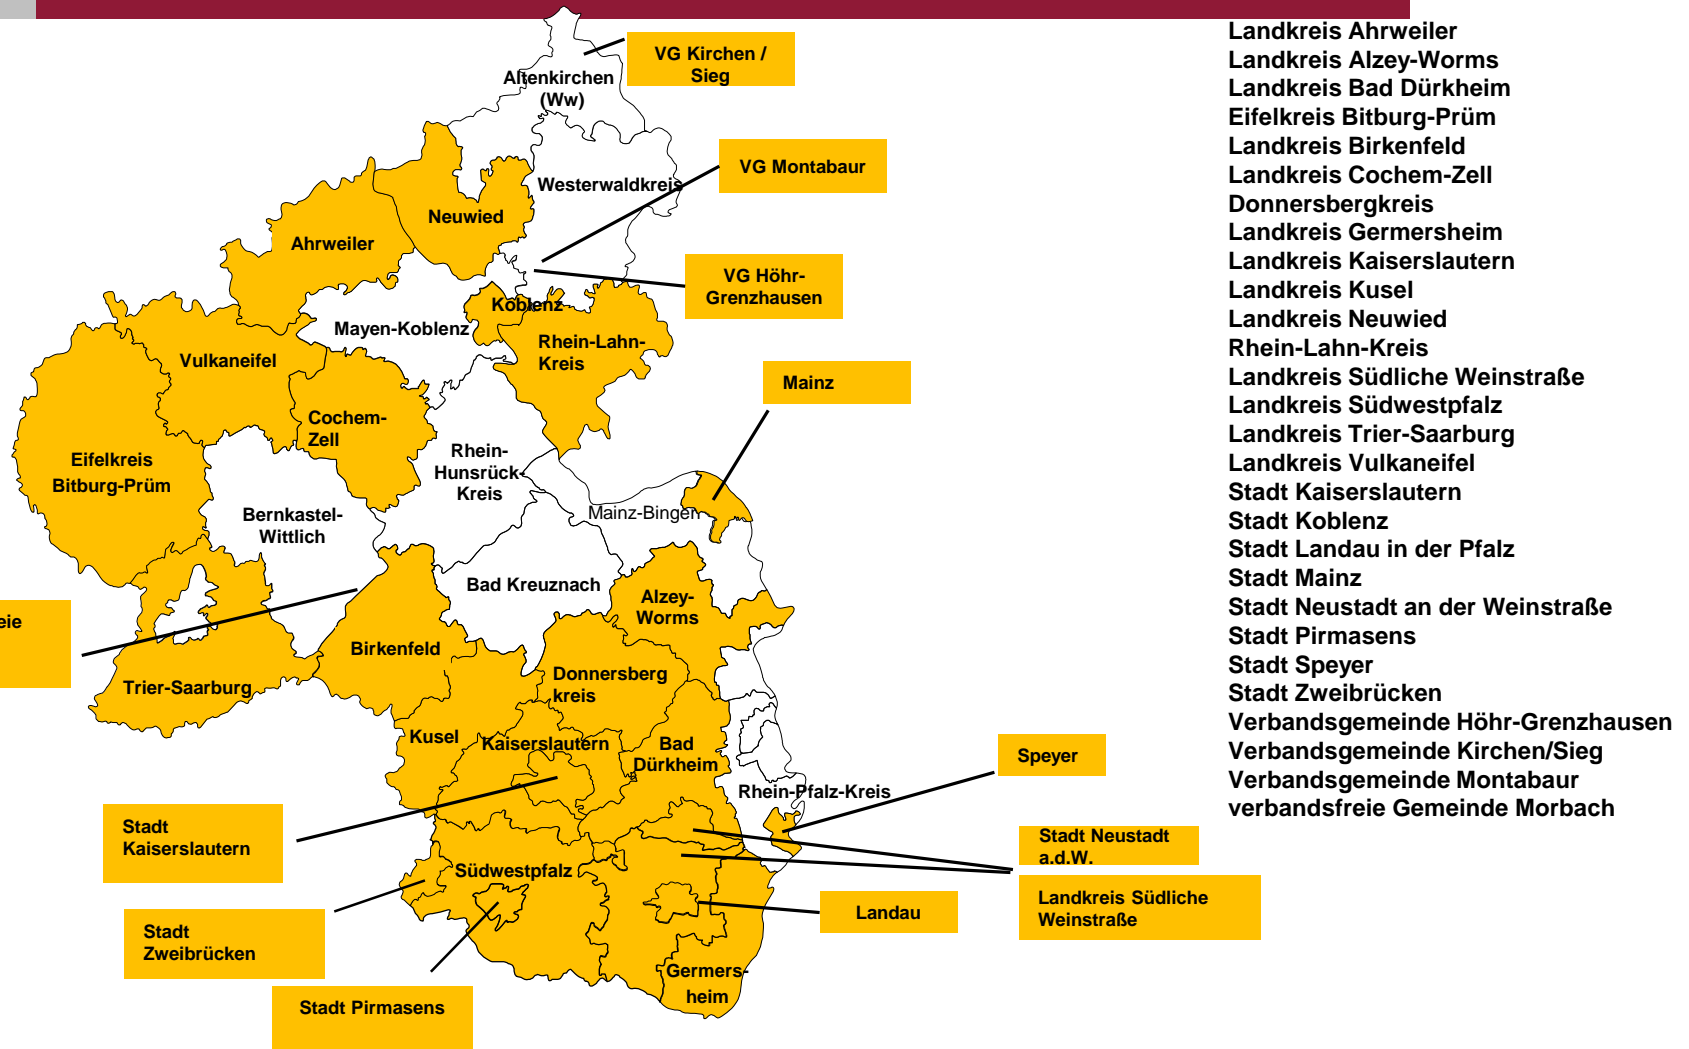 VG Kirchen /
Sieg
Altenkirchen
(Ww)
VG Montabaur
Westerwaldkreis
Neuwied
Ahrweiler
VG Höhr-
Grenzhausen
Koblenz
Mayen-Koblenz
Rhein-Lahn-
Kreis
Vulkaneifel
Mainz
Cochem-
Zell
Eifelkreis
Bitburg-Prüm
Rhein-
Hunsrück-
Kreis
Mainz-Bingen
Bernkastel-
Wittlich
Bad Kreuznach
Alzey-
Worms
eie
Birkenfeld
Trier-Saarburg
Donnersberg
kreis
Kusel
Kaiserslautern
Bad
Dürkheim
Speyer
Rhein-Pfalz-Kreis
Stadt
Kaiserslautern
Stadt Neustadt
a.d.W.
Südwestpfalz
Landkreis Südliche
Weinstraße
Landau
Stadt
Zweibrücken
Germers-
heim
Stadt Pirmasens
Landkreis Ahrweiler
Landkreis Alzey-Worms
Landkreis Bad Dürkheim
Eifelkreis Bitburg-Prüm
Landkreis Birkenfeld
Landkreis Cochem-Zell
Donnersbergkreis
Landkreis Germersheim
Landkreis Kaiserslautern
Landkreis Kusel
Landkreis Neuwied
Rhein-Lahn-Kreis
Landkreis Südliche Weinstraße
Landkreis Südwestpfalz
Landkreis Trier-Saarburg
Landkreis Vulkaneifel
Stadt Kaiserslautern
Stadt Koblenz
Stadt Landau in der Pfalz
Stadt Mainz
Stadt Neustadt an der Weinstraße
Stadt Pirmasens
Stadt Speyer
Stadt Zweibrücken
Verbandsgemeinde Höhr-Grenzhausen
Verbandsgemeinde Kirchen/Sieg
Verbandsgemeinde Montabaur
verbandsfreie Gemeinde Morbach